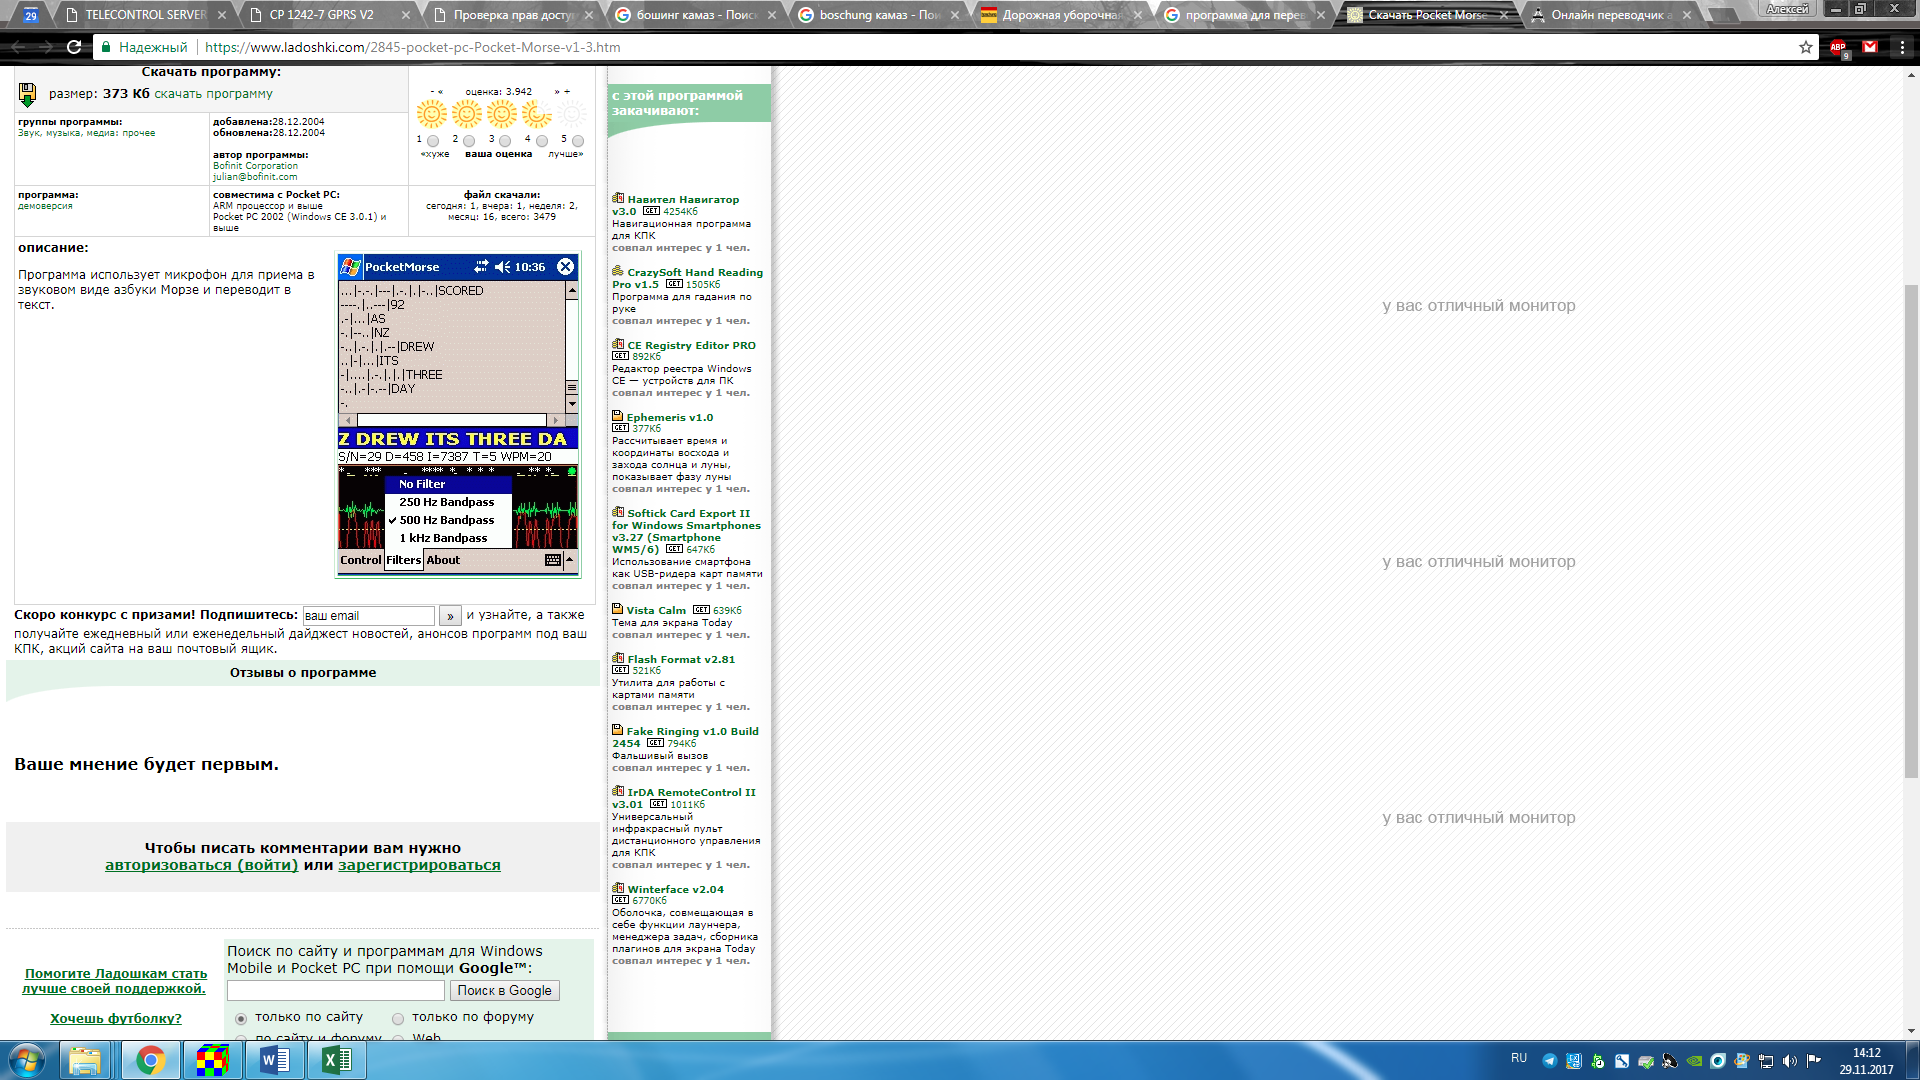 29
TELECONTROL SERVER
CP 1242-7 GPRS V2
Проверка прав досту
бошинг камаз - Поис
boschung камаз - По
Дорожная уборочна
программа для перев
Скачать Pocket Morse
Онлайн переводчик
Алексей
Надежный
https://www.ladoshki.com/2845-pocket-pc-Pocket-Morse-v1-3.htm
ABP
9
Скачать программу:
размер: 373 Кб скачать программу
- «
оценка: 3.942
» +
1 2 3 4 5
«хуже ваша оценка лучше»
группы программы:
Звук, музыка, медиа: прочее
добавлена:28.12.2004
обновлена:28.12.2004
автор программы:
Bofinit Corporation
julian@bofinit.com
программа:
демоверсия
совместима с Pocket PC:
ARM процессор и выше
Pocket PC 2002 (Windows CE 3.0.1) и
выше
файл скачали:
сегодня: 1, вчера: 1, неделя: 2,
месяц: 16, всего: 3479
описание:
Программа использует микрофон для приема в
звуковом виде азбуки Морзе и переводит в
текст.
PocketMorse
10:36
...|-.-.|---|.-.|.|-..|SCORED
----.|..---|92
.-|...|AS
-.|--..|NZ
-..|.-.|.|.--|DREW
..|-|...|ITS
-|....|.-.|.|.|THREE
-..|.-|-.--|DAY
-.
Z DREW ITS THREE DA
S/N=29 D=458 I=7387 T=5 WPM=20
No Filter
250 Hz Bandpass
500 Hz Bandpass
1 kHz Bandpass
Control Filters About
Скоро конкурс с призами! Подпишитесь: ваш email » и узнайте, а также
получайте ежедневный или еженедельный дайджест новостей, анонсов программ под ваш
КПК, акций сайта на ваш почтовый ящик.
Отзывы о программе
Ваше мнение будет первым.
Чтобы писать комментарии вам нужно
авторизоваться (войти) или зарегистрироваться
Помогите Ладошкам стать
лучше своей поддержкой.
Хочешь футболку?
Поиск по сайту и программам для Windows
Mobile и Pocket PC при помощи Google™:
Поиск в Google
только по сайту
только по форуму
по сайту и форуму
Web
с этой программой
закачивают:
Навител Навигатор
v3.0 GET 4254Кб
Навигационная программа
для КПК
совпал интерес у 1 чел.
CrazySoft Hand Reading
Pro v1.5 GET 1505Кб
Программа для гадания по
руке
совпал интерес у 1 чел.
CE Registry Editor PRO
GET 892Кб
Редактор реестра Windows
CE — устройств для ПК
совпал интерес у 1 чел.
Ephemeris v1.0
GET 377Кб
Рассчитывает время и
координаты восхода и
захода солнца и луны,
показывает фазу луны
совпал интерес у 1 чел.
Softick Card Export II
for Windows Smartphones
v3.27 (Smartphone
WM5/6) GET 647Кб
Использование смартфона
как USB-ридера карт памяти
совпал интерес у 1 чел.
Vista Calm GET 639Кб
Тема для экрана Today
совпал интерес у 1 чел.
Flash Format v2.81
GET 521Кб
Утилита для работы с
картами памяти
совпал интерес у 1 чел.
Fake Ringing v1.0 Build
2454 GET 794Кб
Фальшивый вызов
совпал интерес у 1 чел.
IrDA RemoteControl II
v3.01 GET 1011Кб
Универсальный
инфракрасный пульт
дистанционного управления
для КПК
совпал интерес у 1 чел.
Winterface v2.04
GET 6770Кб
Оболочка, совмещающая в
себе функции лаунчера,
менеджера задач, сборника
плагинов для экрана Today
совпал интерес у 1 чел.
у вас отличный монитор
у вас отличный монитор
у вас отличный монитор
RU
14:12
29.11.2017